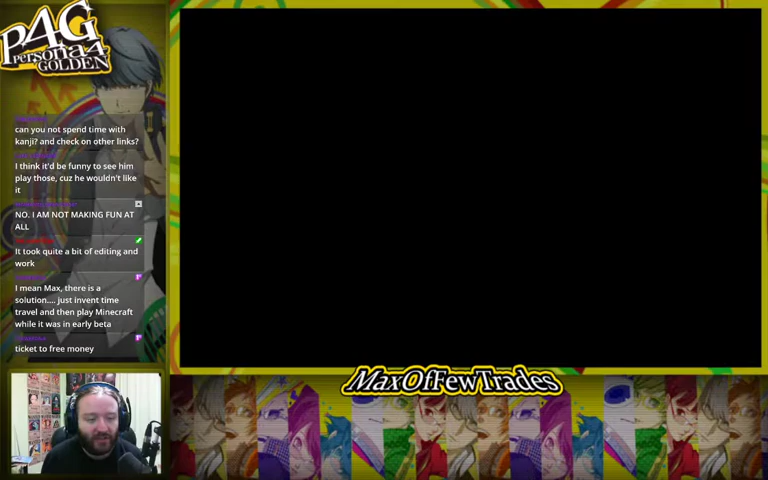 P4G
Persona4
GOLDEN
can you not spend time with
kanji? and check on other links?
I think it'd be funny to see him
play those, cuz he wouldn't like
it
NO. I AM NOT MAKING FUN AT
ALL
It took quite a bit of editing and
work
I mean Max, there is a
solution.... just invent time
travel and then play Minecraft
while it was in early beta
ticket to free money
MaxOfFewTrades